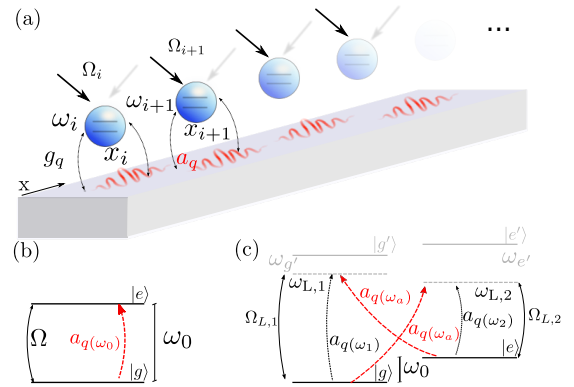 (a)
Ω_i
Ω_{i+1}
...
ω_i
ω_{i+1}
x_i
x_{i+1}
g_q
a_q
x
(b)
|e⟩
Ω
a_{q(ω_0)}
ω_0
|g⟩
(c)
|g'⟩
|e'⟩
ω_{g'}
ω_{e'}
ω_{L,1}
ω_{L,2}
Ω_{L,1}
a_{q(ω_a)}
a_{q(ω_1)}
a_{q(ω_a)}
a_{q(ω_2)}
Ω_{L,2}
|e⟩
|g⟩
ω_0